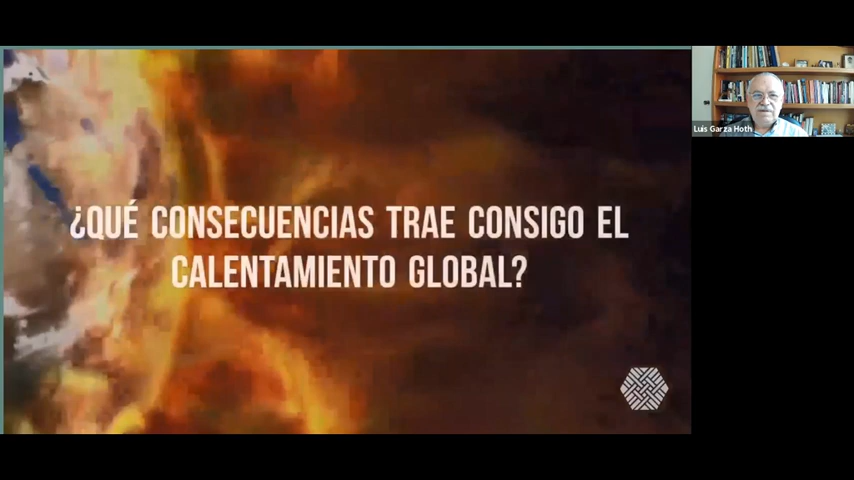 ¿QUÉ CONSECUENCIAS TRAE CONSIGO EL
CALENTAMIENTO GLOBAL?
Luis Garza Hoth